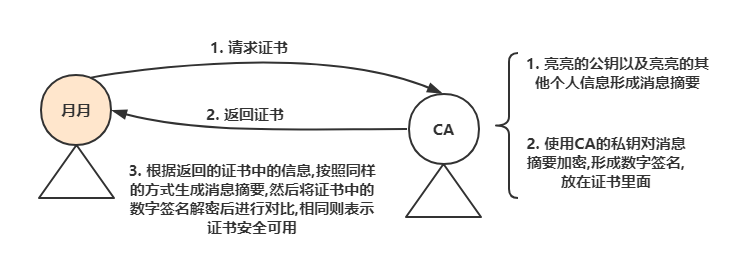 1. 请求证书
月月
2. 返回证书
CA
3. 根据返回的证书中的信息,按照同样
的方式生成消息摘要,然后将证书中的
数字签名解密后进行对比,相同则表示
证书安全可用
1. 亮亮的公钥以及亮亮的其
他个人信息形成消息摘要
2. 使用CA的私钥对消息
摘要加密,形成数字签名,
放在证书里面